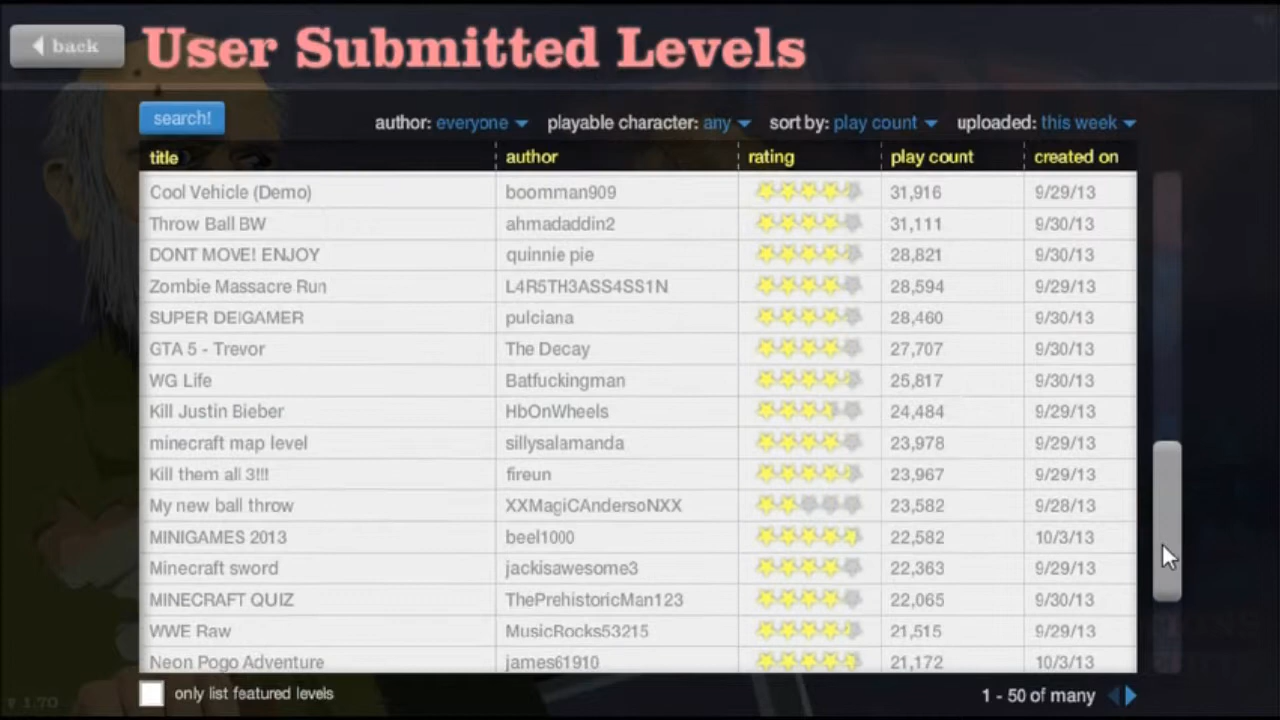 back
User Submitted Levels
search!
author: everyone playable character: any sort by: play count uploaded: this week
title author rating play count created on
Cool Vehicle (Demo) boomman909 31,916 9/29/13
Throw Ball BW ahmadaddin2 31,111 9/30/13
DONT MOVE! ENJOY quinnie pie 28,821 9/30/13
Zombie Massacre Run L4R5TH3ASS4SS1N 28,594 9/29/13
SUPER DEIGAMER pulciana 28,460 9/30/13
GTA 5 - Trevor The Decay 27,707 9/30/13
WG Life Batfuckingman 25,817 9/30/13
Kill Justin Bieber HbOnWheels 24,484 9/29/13
minecraft map level sillysalamanda 23,978 9/29/13
Kill them all 3!!! fireun 23,967 9/29/13
My new ball throw XXMagiCAndersoNXX 23,582 9/28/13
MINIGAMES 2013 beel1000 22,582 10/3/13
Minecraft sword jackisawesome3 22,363 9/29/13
MINECRAFT QUIZ ThePrehistoricMan123 22,065 9/30/13
WWE Raw MusicRocks53215 21,515 9/29/13
Neon Pogo Adventure james61910 21,172 10/3/13
only list featured levels 1 - 50 of many
v 1.70